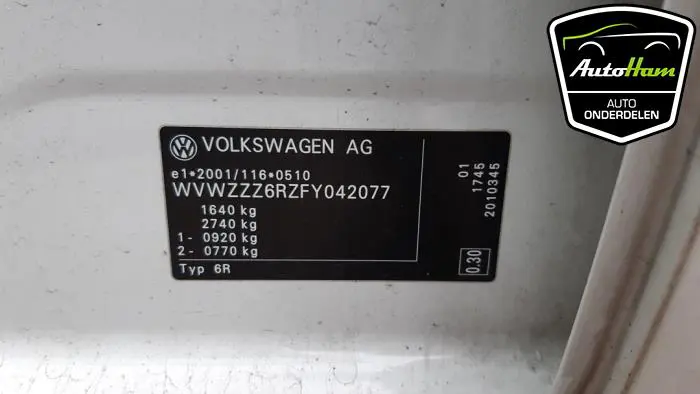 VOLKSWAGEN AG
e1*2001/116*0510
WVWZZZ6RZFY042077
1640 kg
2740 kg
1- 0920 kg
2- 0770 kg
Typ 6R
01
1745
2010345
0.30
AutoHam
AUTO
ONDERDELEN